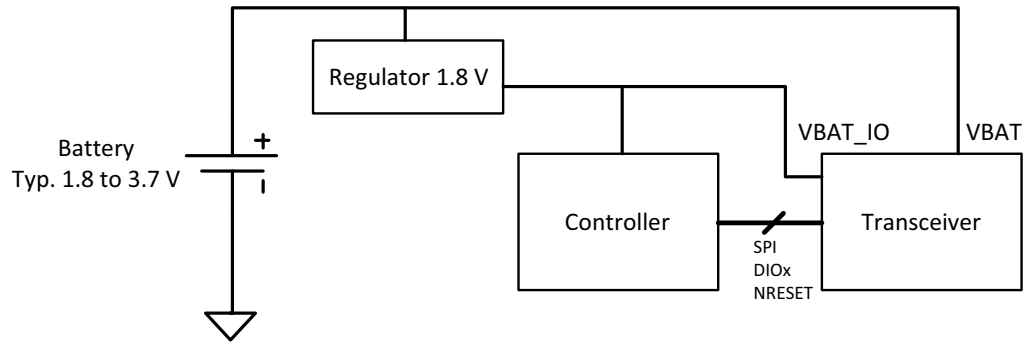 Regulator 1.8 V
VBAT_IO
VBAT
Battery
Typ. 1.8 to 3.7 V
+
Controller
Transceiver
SPI
DIOx
NRESET